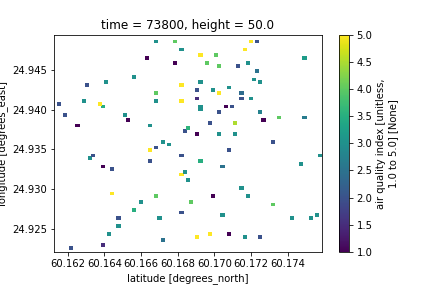 time = 73800, height = 50.0
24.945
24.940
24.935
24.930
24.925
longitude [degrees_east]
60.162 60.164 60.166 60.168 60.170 60.172 60.174
latitude [degrees_north]
5.0
4.5
4.0
3.5
3.0
2.5
2.0
1.5
1.0
air quality index [unitless,
1.0 to 5.0] [None]